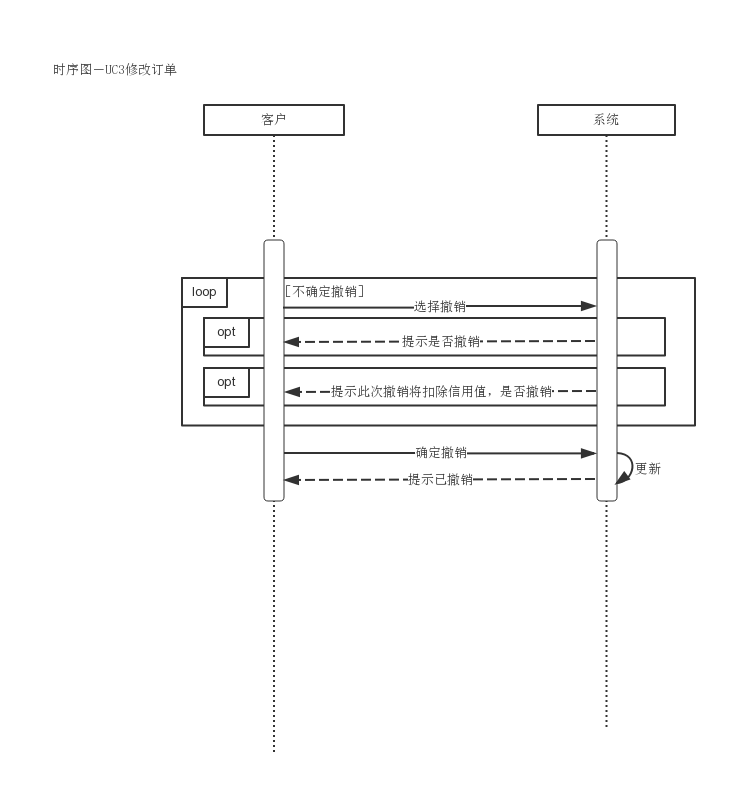 时序图—UC3修改订单
客户
系统
loop
[不确定撤销]
选择撤销
opt
提示是否撤销
opt
提示此次撤销将扣除信用值，是否撤销
确定撤销
更新
提示已撤销